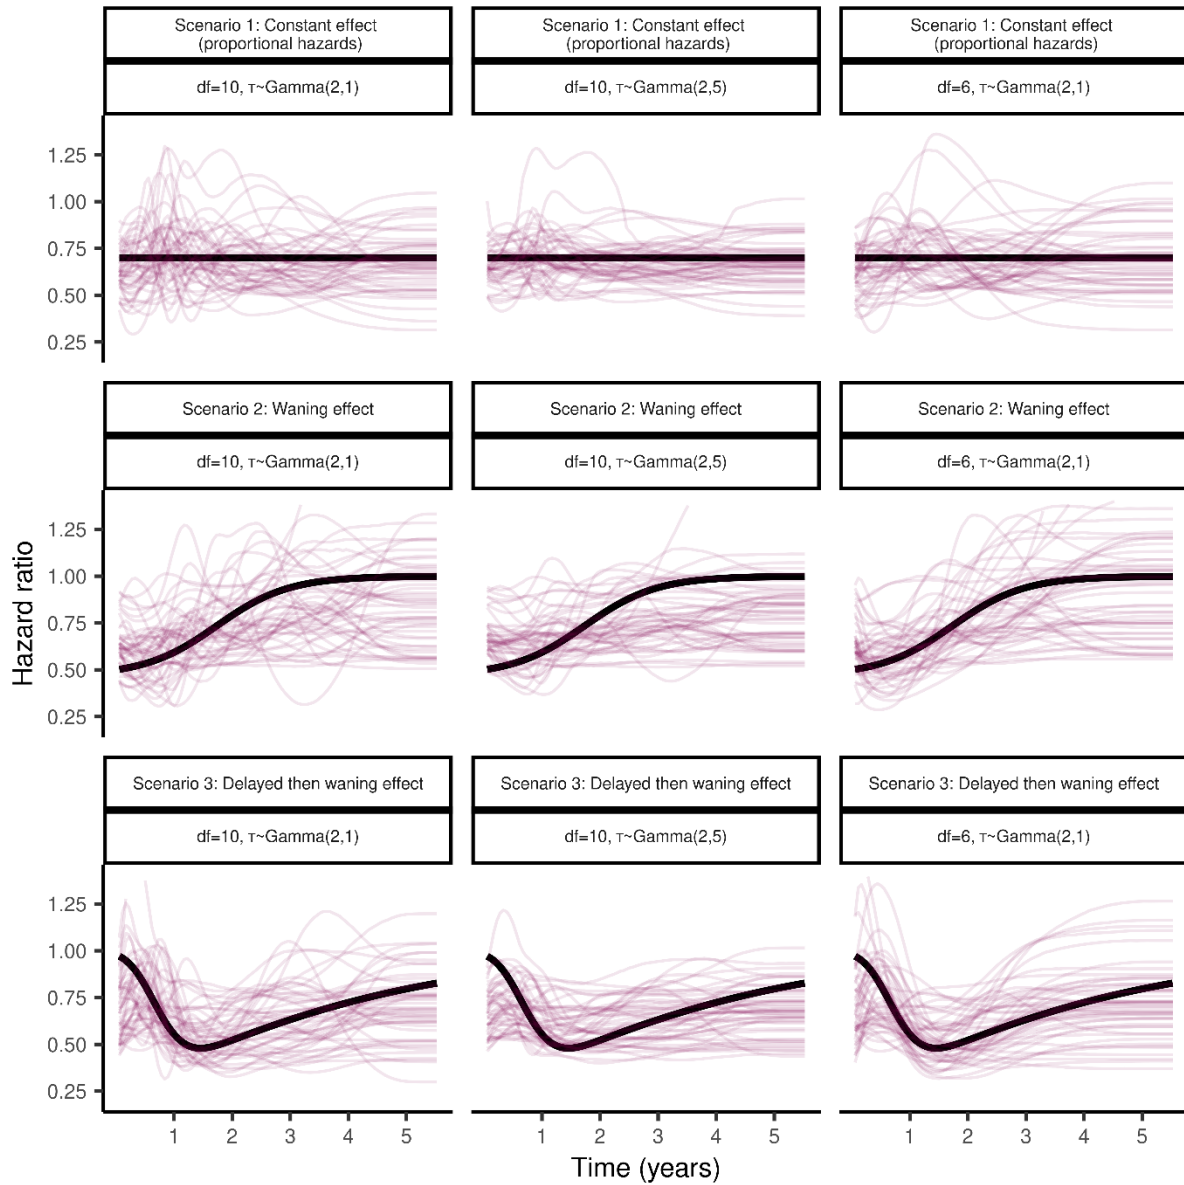 Scenario 1: Constant effect
(proportional hazards)
df=10, τ~Gamma(2,1)
Scenario 1: Constant effect
(proportional hazards)
df=10, τ~Gamma(2,5)
Scenario 1: Constant effect
(proportional hazards)
df=6, τ~Gamma(2,1)
1.25
1.00
0.75
0.50
0.25
Scenario 2: Waning effect
df=10, τ~Gamma(2,1)
Scenario 2: Waning effect
df=10, τ~Gamma(2,5)
Scenario 2: Waning effect
df=6, τ~Gamma(2,1)
Hazard ratio
1.25
1.00
0.75
0.50
0.25
Scenario 3: Delayed then waning effect
df=10, τ~Gamma(2,1)
Scenario 3: Delayed then waning effect
df=10, τ~Gamma(2,5)
Scenario 3: Delayed then waning effect
df=6, τ~Gamma(2,1)
1.25
1.00
0.75
0.50
0.25
1 2 3 4 5
1 2 3 4 5
1 2 3 4 5
Time (years)